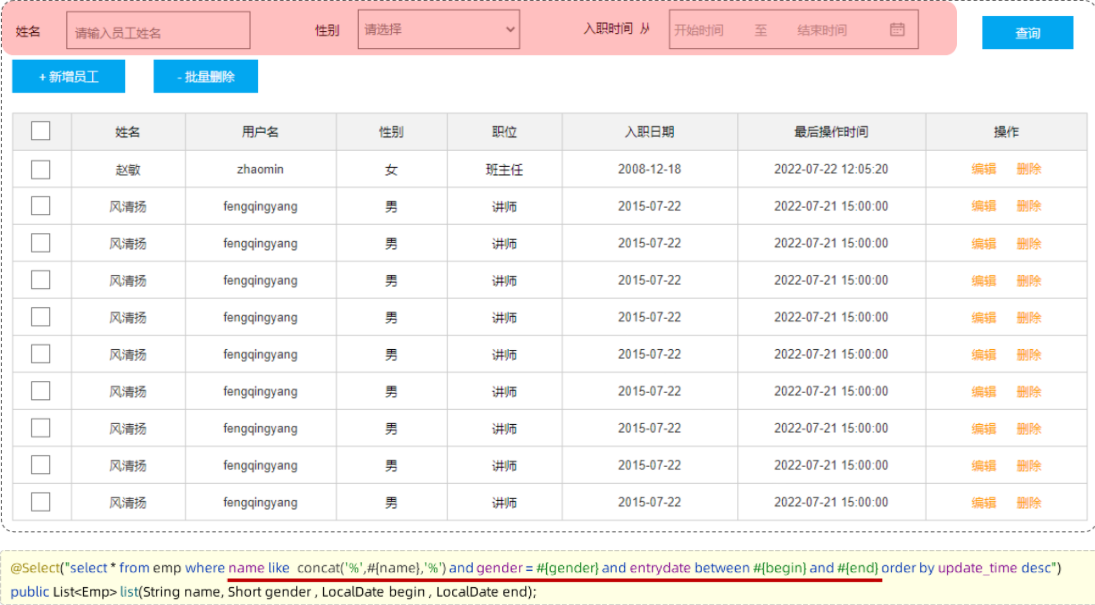 姓名 请输入员工姓名 性别 请选择 入职时间 从 开始时间 至 结束时间 查询
+ 新增员工 - 批量删除
姓名 用户名 性别 职位 入职日期 最后操作时间 操作
赵敏 zhaomin 女 班主任 2008-12-18 2022-07-22 12:05:20 编辑 删除
风清扬 fengqingyang 男 讲师 2015-07-22 2022-07-21 15:00:00 编辑 删除
风清扬 fengqingyang 男 讲师 2015-07-22 2022-07-21 15:00:00 编辑 删除
风清扬 fengqingyang 男 讲师 2015-07-22 2022-07-21 15:00:00 编辑 删除
风清扬 fengqingyang 男 讲师 2015-07-22 2022-07-21 15:00:00 编辑 删除
风清扬 fengqingyang 男 讲师 2015-07-22 2022-07-21 15:00:00 编辑 删除
风清扬 fengqingyang 男 讲师 2015-07-22 2022-07-21 15:00:00 编辑 删除
风清扬 fengqingyang 男 讲师 2015-07-22 2022-07-21 15:00:00 编辑 删除
风清扬 fengqingyang 男 讲师 2015-07-22 2022-07-21 15:00:00 编辑 删除
风清扬 fengqingyang 男 讲师 2015-07-22 2022-07-21 15:00:00 编辑 删除
@Select("select * from emp where name like concat('%',#{name},'%') and gender = #{gender} and entrydate between #{begin} and #{end} order by update_time desc")
public List<Emp> list(String name, Short gender , LocalDate begin , LocalDate end);